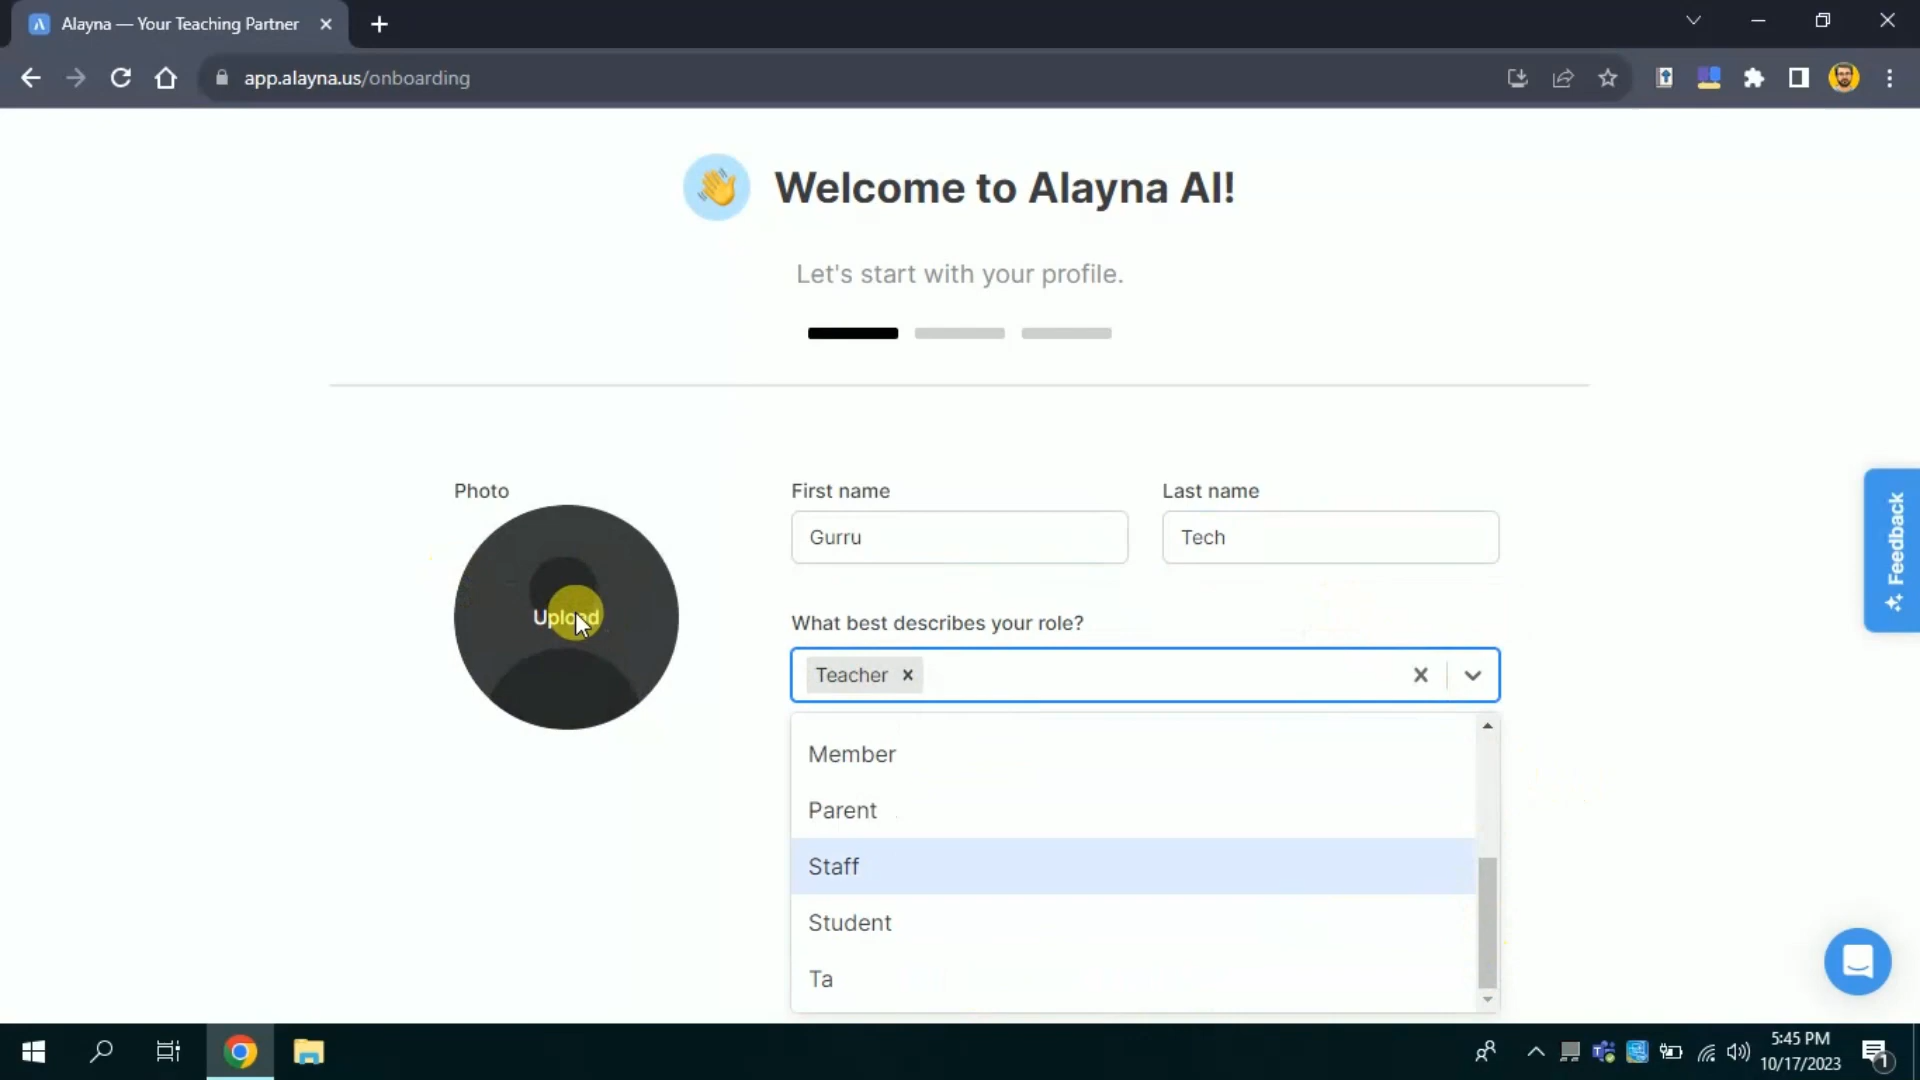 Alayna — Your Teaching Partner
app.alayna.us/onboarding
Welcome to Alayna AI!
Let's start with your profile.
Photo
First name
Last name
Upload
Gurru
Tech
What best describes your role?
Teacher
Member
Parent
Staff
Student
Ta
Feedback
5:45 PM
10/17/2023
1